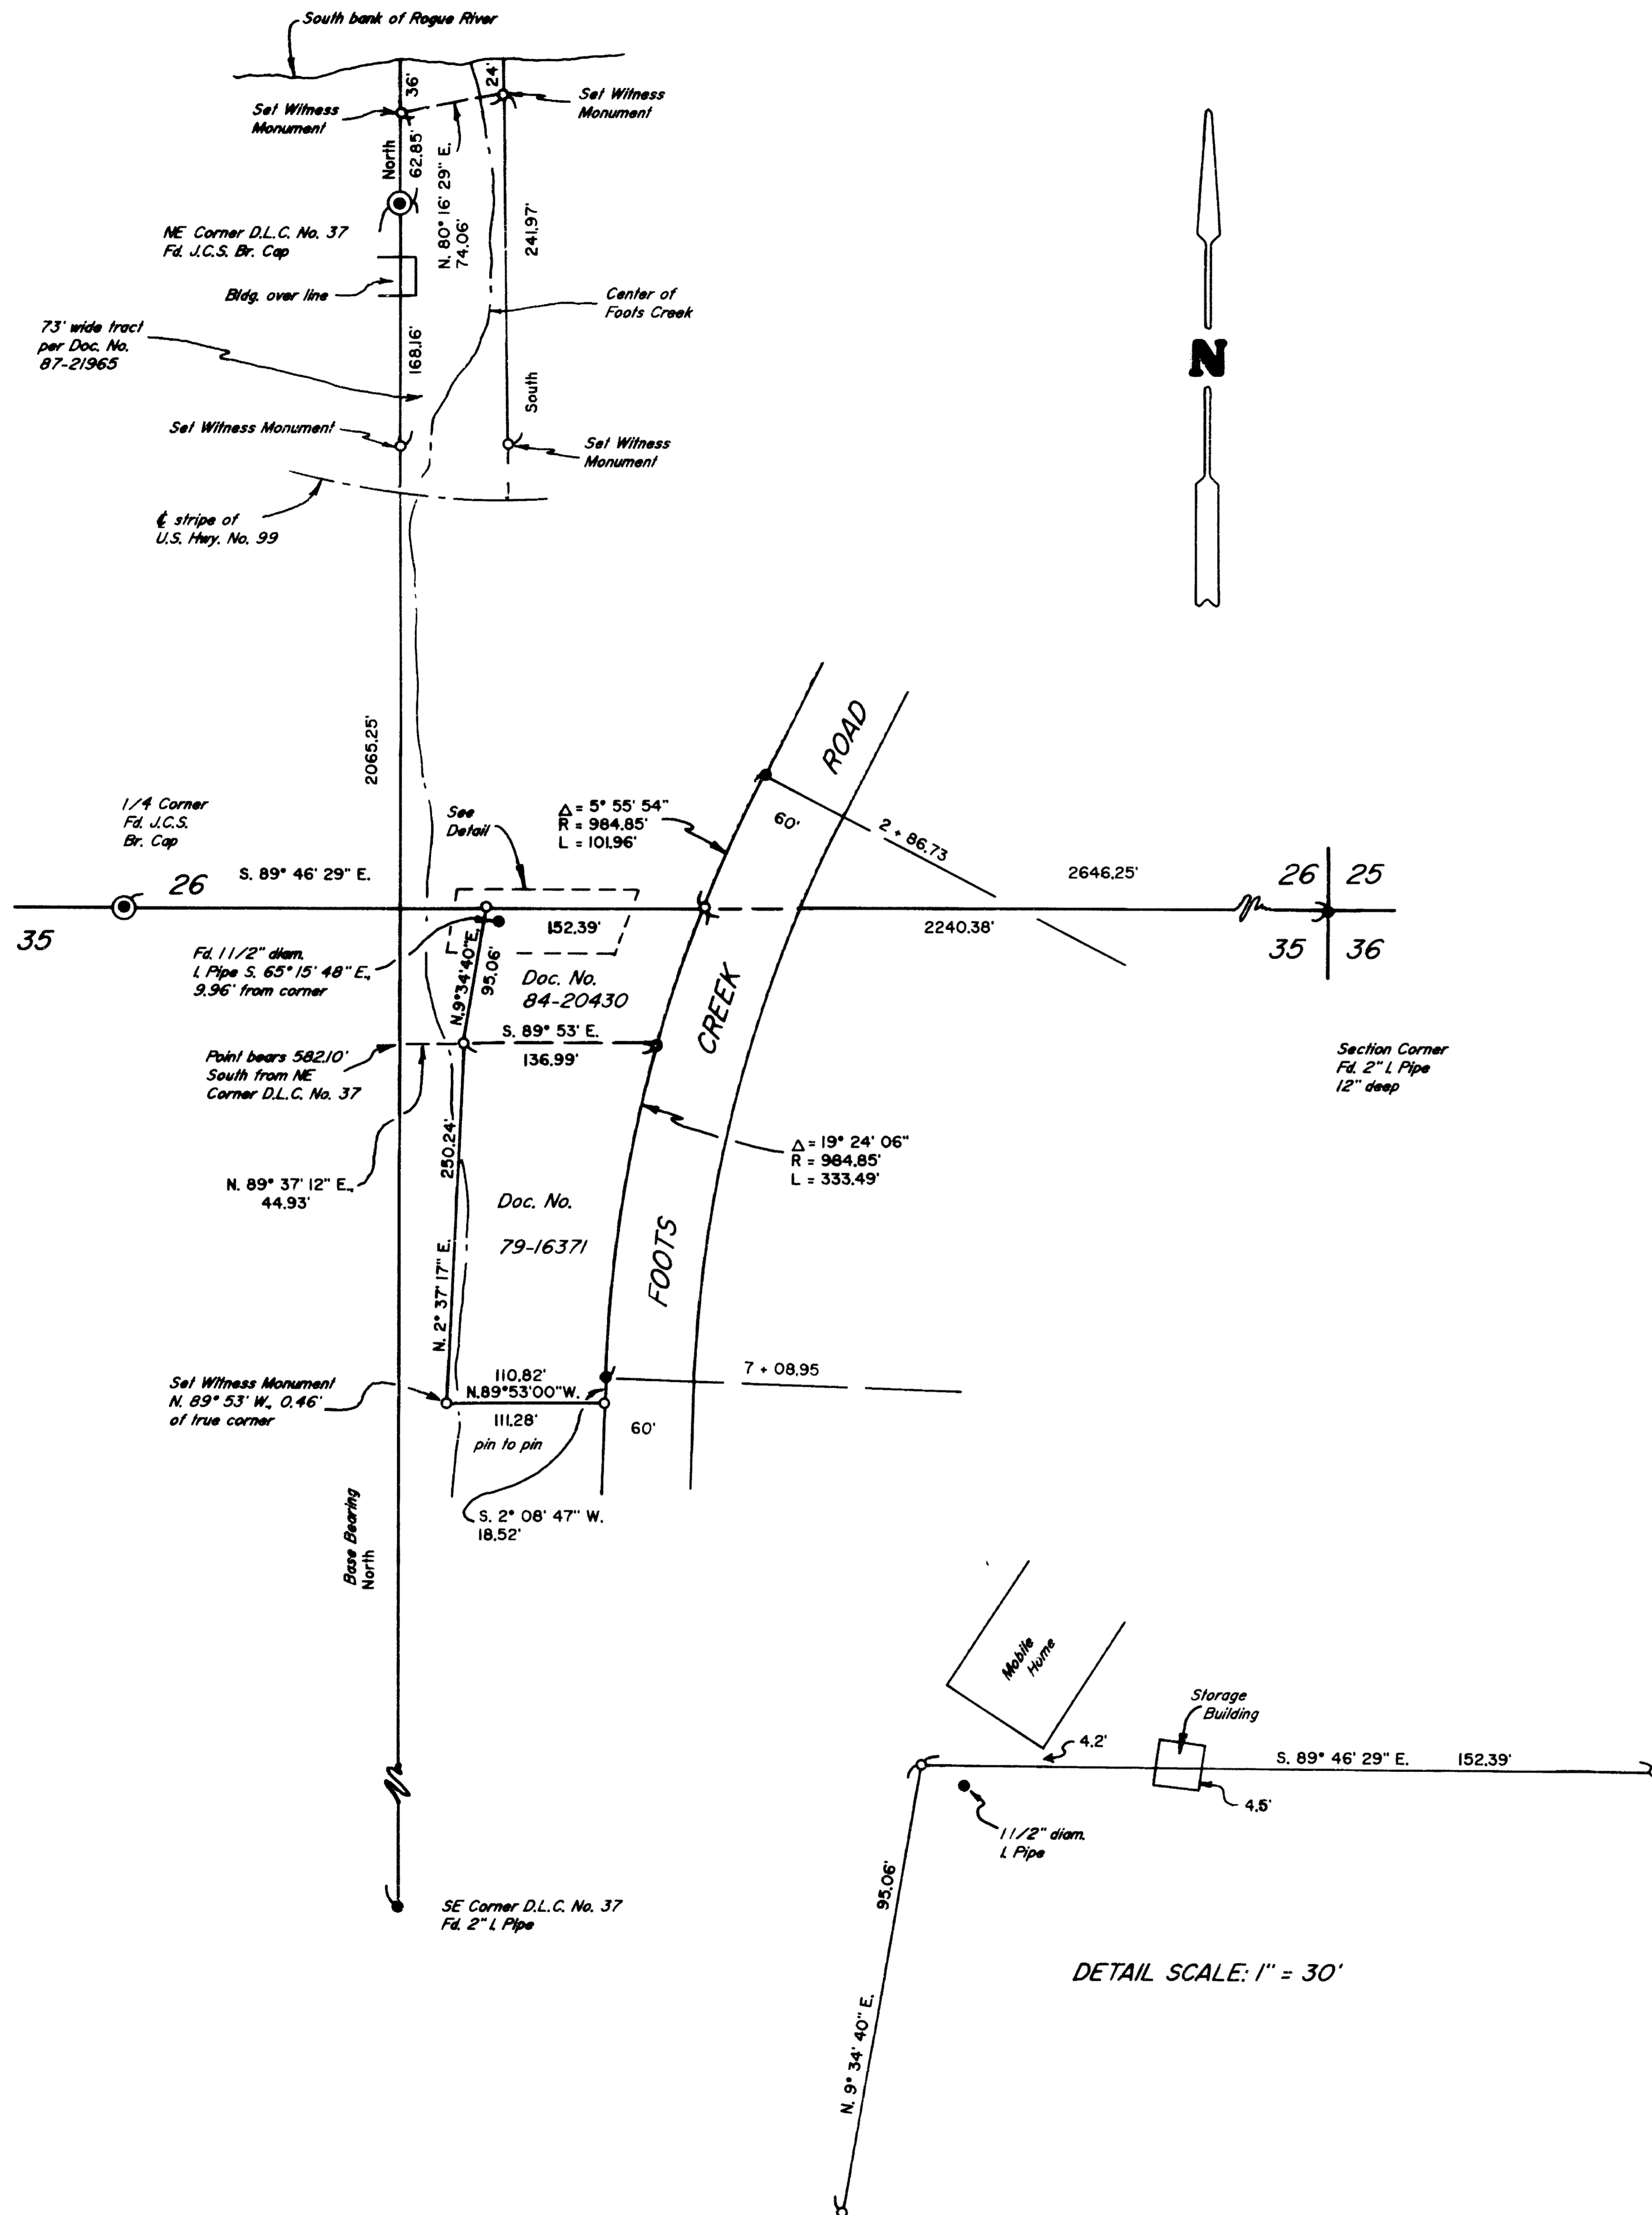 South bank of Rogue River
36'
24'
Set Witness
Monument
Set Witness
Monument
North
62.85'
N. 80° 16' 29" E.
74.06'
241.97'
NE Corner D.L.C. No. 37
Fd. J.C.S. Br. Cap
Bldg. over line
Center of
Foots Creek
73' wide tract
per Doc. No.
87-21965
168.16'
South
N
Set Witness Monument
Set Witness
Monument
℄ stripe of
U.S. Hwy. No. 99
2065.25'
ROAD
1/4 Corner
Fd. J.C.S.
Br. Cap
See
Detail
Δ = 5° 55' 54"
R = 984.85'
L = 101.96'
60'
2 + 86.73
26
S. 89° 46' 29" E.
2646.25'
26
25
35
152.39'
2240.38'
35
36
Fd. 1 1/2" diam.
I. Pipe S. 65° 15' 48" E.,
9.96' from corner
N. 9° 34' 40" E.
95.06'
Doc. No.
84-20430
CREEK
S. 89° 53' E.
136.99'
Point bears 582.10'
South from NE
Corner D.L.C. No. 37
Section Corner
Fd. 2" I. Pipe
12" deep
250.24'
N. 2° 37' 17" E.
Δ = 19° 24' 06"
R = 984.85'
L = 333.49'
N. 89° 37' 12" E.,
44.93'
Doc. No.
79-16371
FOOTS
Set Witness Monument
N. 89° 53' W., 0.46'
of true corner
110.82'
N. 89° 53' 00" W.
111.28'
pin to pin
7 + 08.95
60'
S. 2° 08' 47" W.
18.52'
Base Bearing
North
Mobile
Home
Storage
Building
4.2'
S. 89° 46' 29" E.
152.39'
4.5'
1 1/2" diam.
I. Pipe
95.06'
N. 9° 34' 40" E.
SE Corner D.L.C. No. 37
Fd. 2" I. Pipe
DETAIL SCALE: 1" = 30'